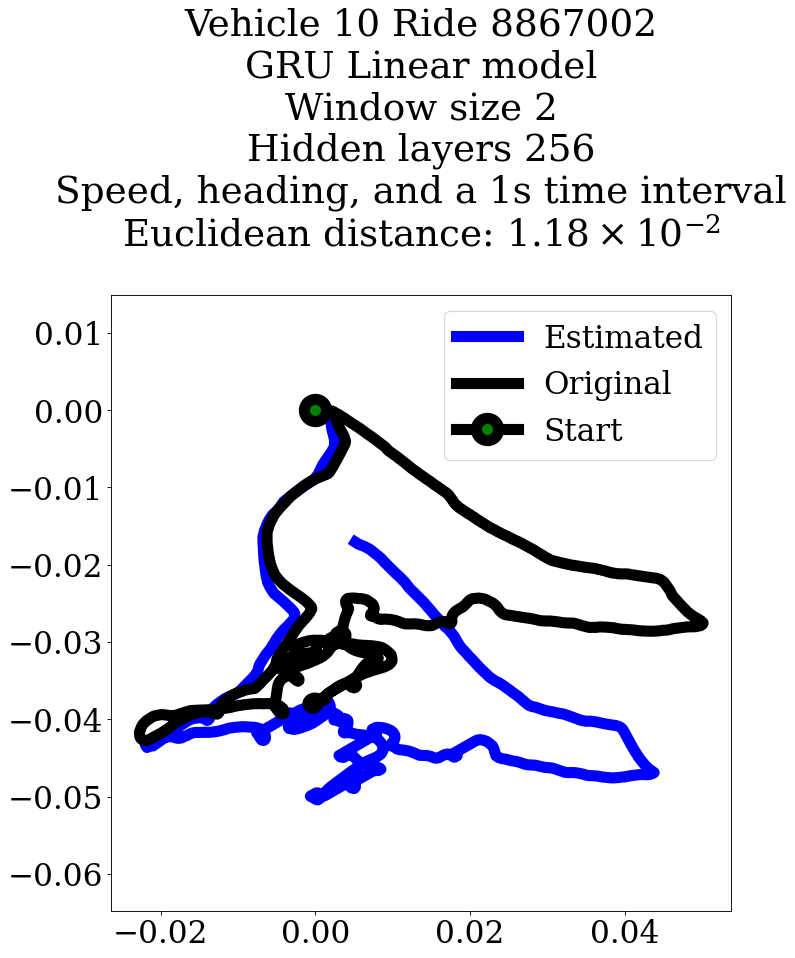 Vehicle 10 Ride 8867002
GRU Linear model
Window size 2
Hidden layers 256
Speed, heading, and a 1s time interval
Euclidean distance: 1.18 × 10⁻²
Estimated
Original
Start
0.01
0.00
−0.01
−0.02
−0.03
−0.04
−0.05
−0.06
−0.02 0.00 0.02 0.04